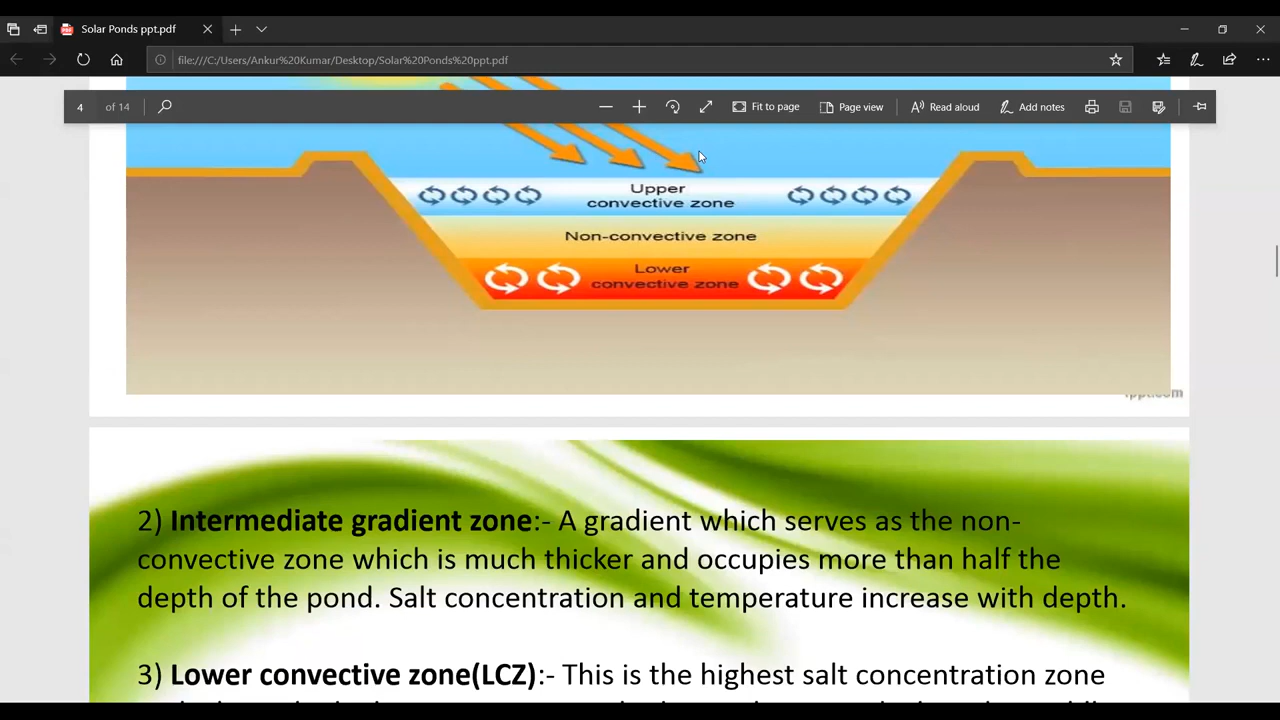 Solar Ponds ppt.pdf
file:///C:/Users/Ankur%20Kumar/Desktop/Solar%20Ponds%20ppt.pdf
4 of 14
Fit to page
Page view
Read aloud
Add notes
Upper
convective zone
Non-convective zone
Lower
convective zone
fppt.com
2) Intermediate gradient zone:- A gradient which serves as the non-
convective zone which is much thicker and occupies more than half the
depth of the pond. Salt concentration and temperature increase with depth.
3) Lower convective zone(LCZ):- This is the highest salt concentration zone